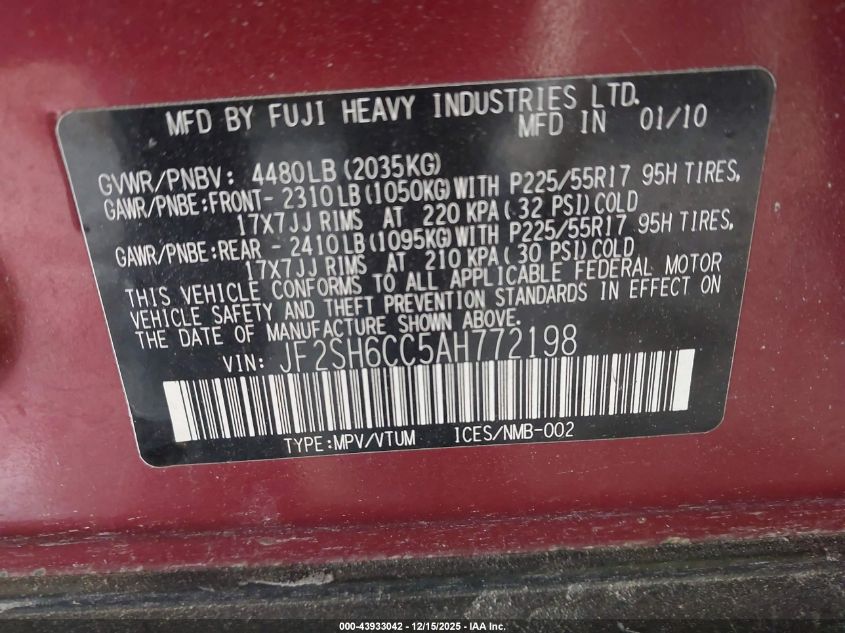 MFD BY FUJI HEAVY INDUSTRIES LTD.
MFD IN 01/10
GVWR/PNBV: 4480LB(2035KG)
GAWR/PNBE:FRONT- 2310LB(1050KG)WITH P225/55R17 95H TIRES,
17X7JJ RIMS AT 220 KPA( 32 PSI)COLD
GAWR/PNBE:REAR - 2410LB(1095KG)WITH P225/55R17 95H TIRES,
17X7JJ RIMS AT 210 KPA( 30 PSI)COLD
THIS VEHICLE CONFORMS TO ALL APPLICABLE FEDERAL MOTOR
VEHICLE SAFETY AND THEFT PREVENTION STANDARDS IN EFFECT ON
THE DATE OF MANUFACTURE SHOWN ABOVE.
VIN: JF2SH6CC5AH772198
TYPE:MPV/VTUM ICES/NMB-002
000-43933042 - 12/15/2025 - IAA Inc.